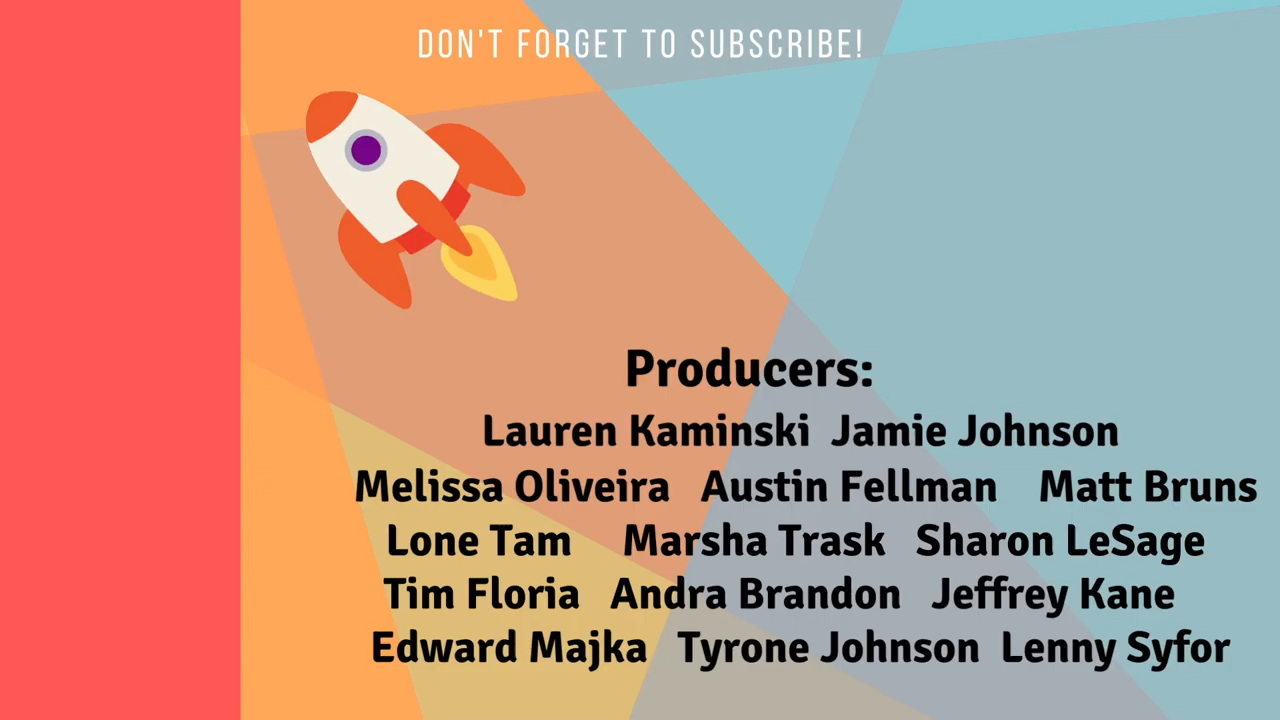 DON'T FORGET TO SUBSCRIBE!
Producers:
Lauren Kaminski Jamie Johnson
Melissa Oliveira Austin Fellman Matt Bruns
Lone Tam Marsha Trask Sharon LeSage
Tim Floria Andra Brandon Jeffrey Kane
Edward Majka Tyrone Johnson Lenny Syfor